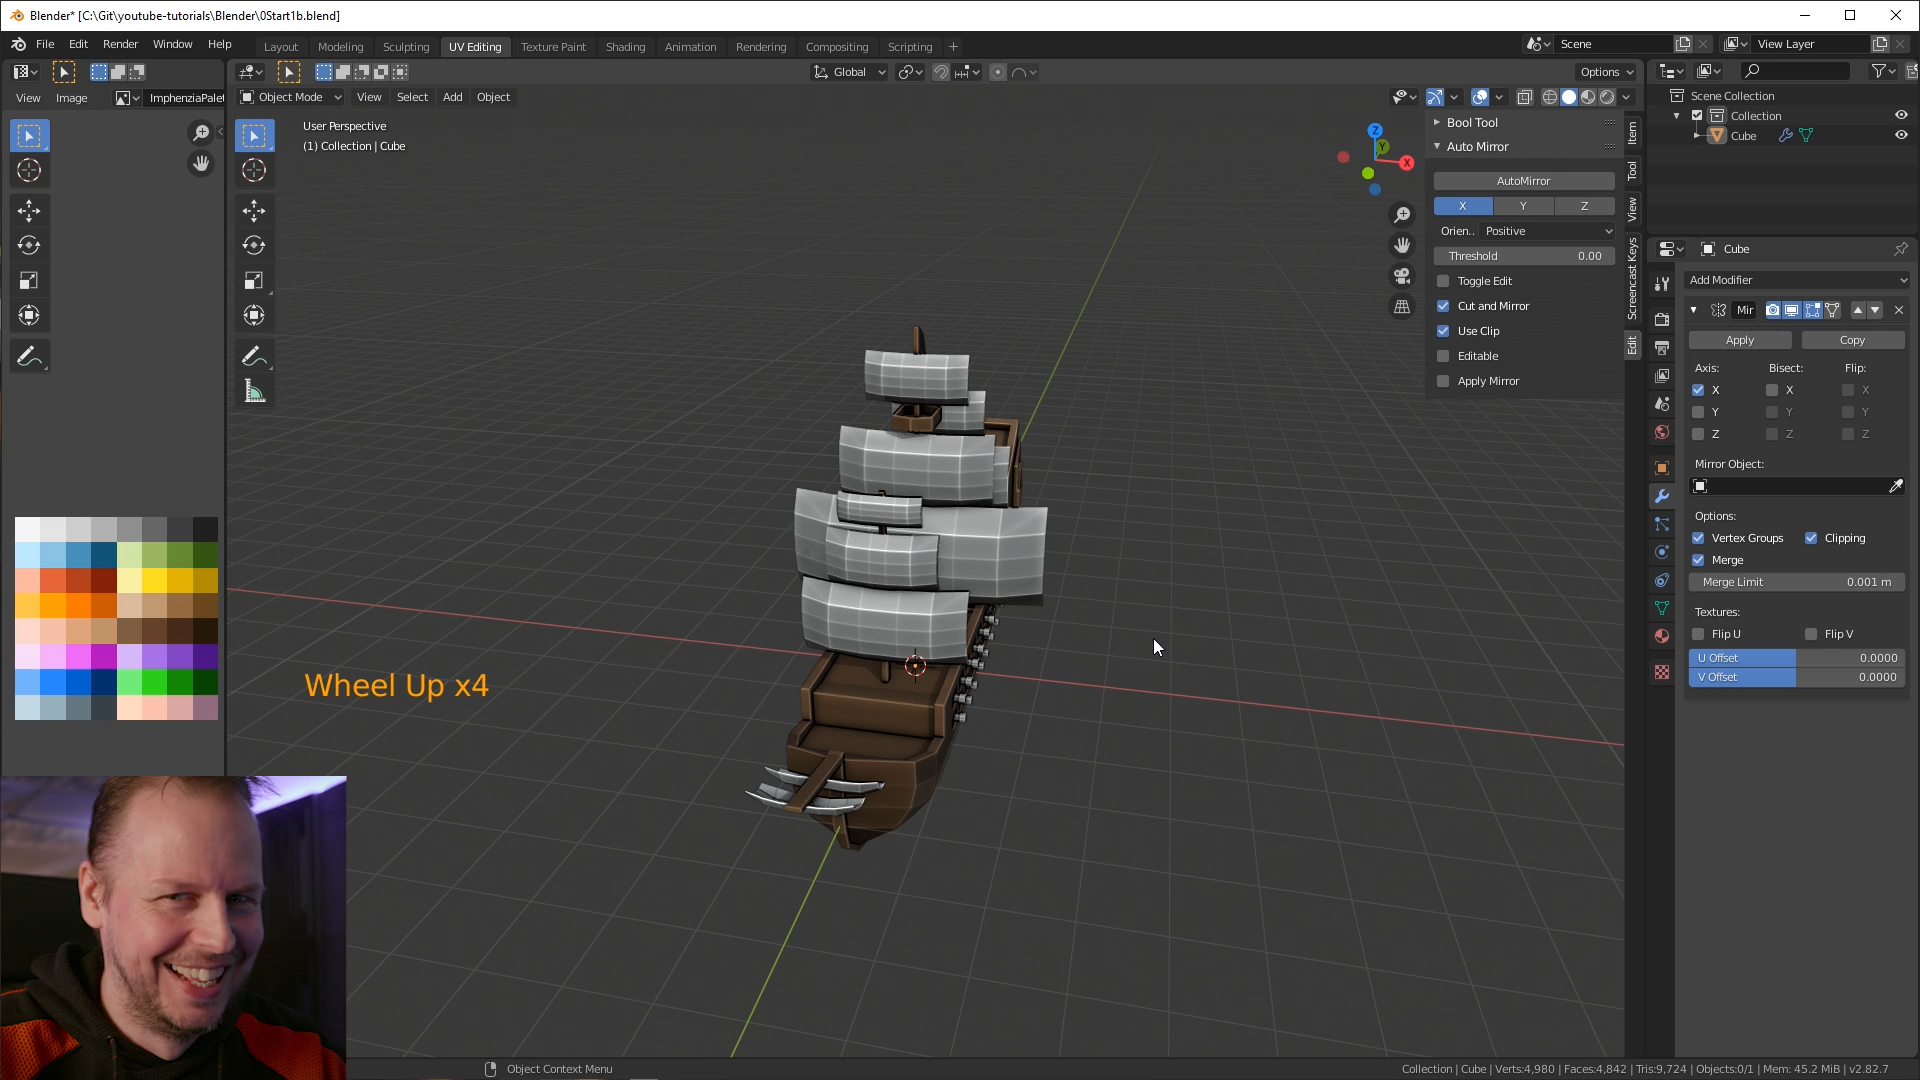 Blender* [C:\Git\youtube-tutorials\Blender\0Start1b.blend]
File Edit Render Window Help
Layout Modeling Sculpting UV Editing Texture Paint Shading Animation Rendering Compositing Scripting +
Scene
View Layer
Global
Options
View Image ImphenziaPalet
Object Mode View Select Add Object
User Perspective
(1) Collection | Cube
Z
Y
X
Bool Tool
Auto Mirror
AutoMirror
X Y Z
Orien.. Positive
Threshold 0.00
Toggle Edit
Cut and Mirror
Use Clip
Editable
Apply Mirror
Item
Tool
View
Screencast Keys
Edit
Scene Collection
Collection
Cube
Cube
Add Modifier
Mir
Apply Copy
Axis: Bisect: Flip:
X X X
Y Y Y
Z Z Z
Mirror Object:
Options:
Vertex Groups Clipping
Merge
Merge Limit 0.001 m
Textures:
Flip U Flip V
U Offset 0.0000
V Offset 0.0000
Wheel Up x4
Object Context Menu
Collection | Cube | Verts:4,980 | Faces:4,842 | Tris:9,724 | Objects:0/1 | Mem: 45.2 MiB | v2.82.7